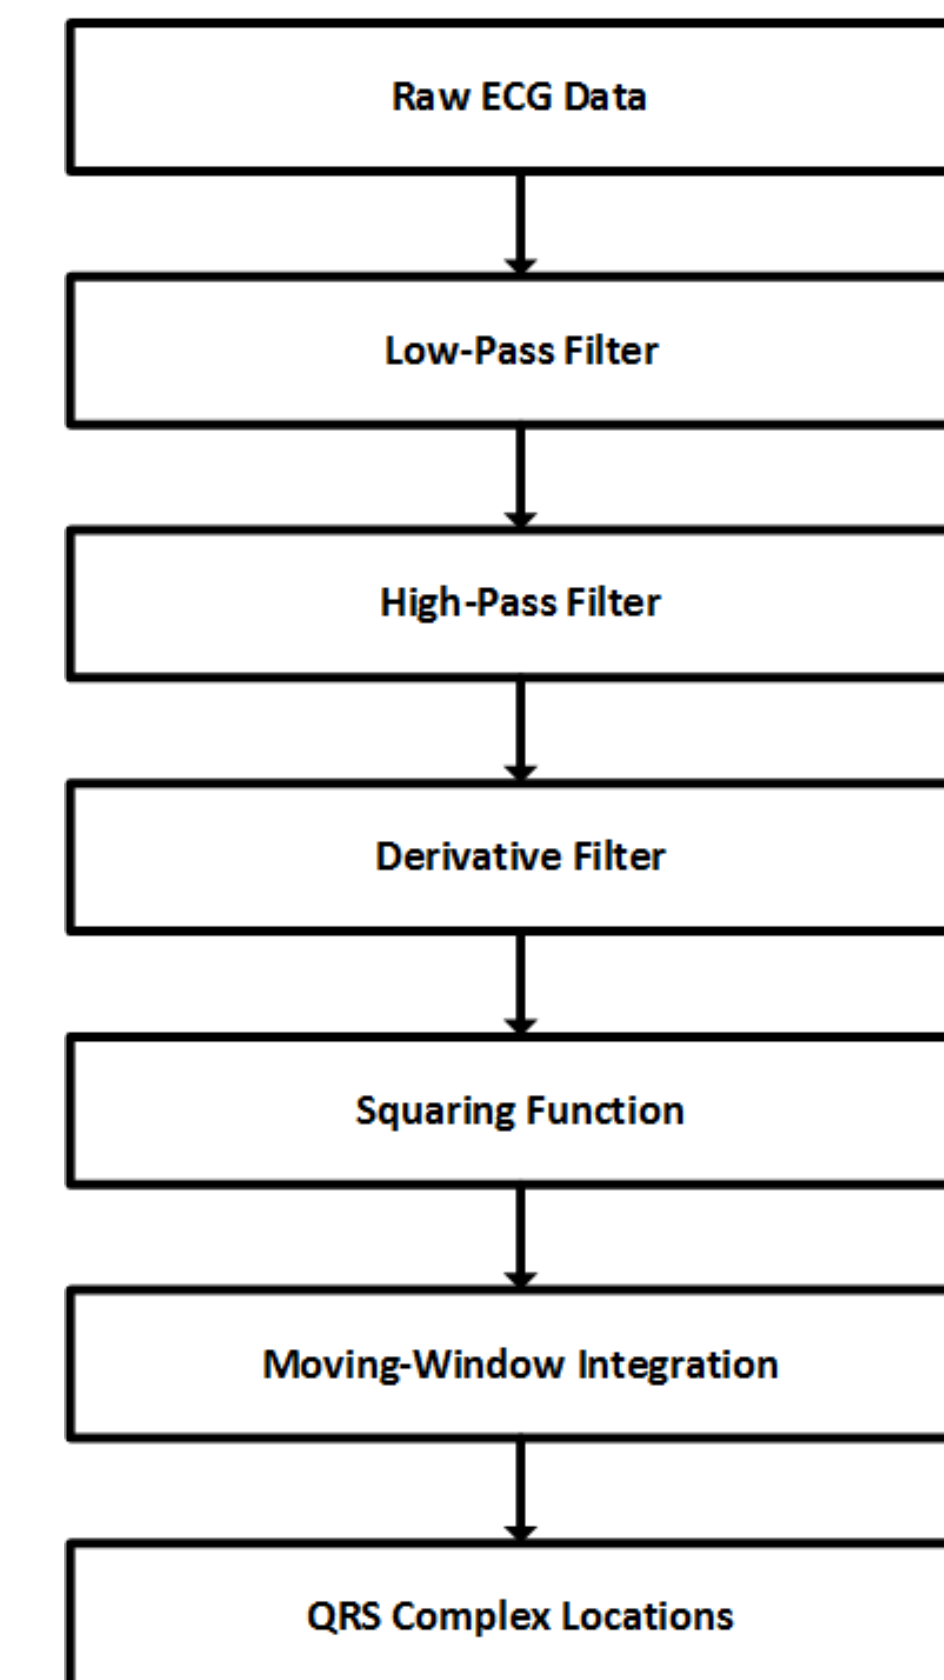 Raw ECG Data
Low-Pass Filter
High-Pass Filter
Derivative Filter
Squaring Function
Moving-Window Integration
QRS Complex Locations